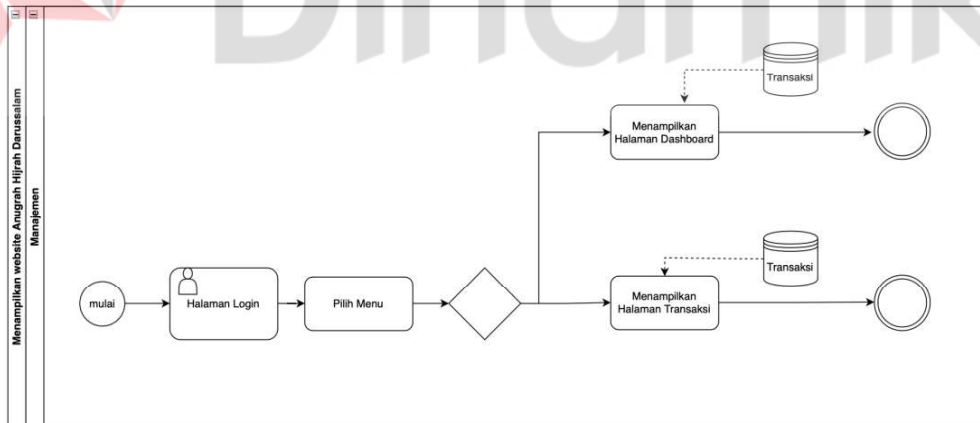 Dinamik
Menampilkan website Anugrah Hijrah Darussalam
Manajemen
Transaksi
Menampilkan
Halaman Dashboard
mulai
Halaman Login
Pilih Menu
Transaksi
Menampilkan
Halaman Transaksi